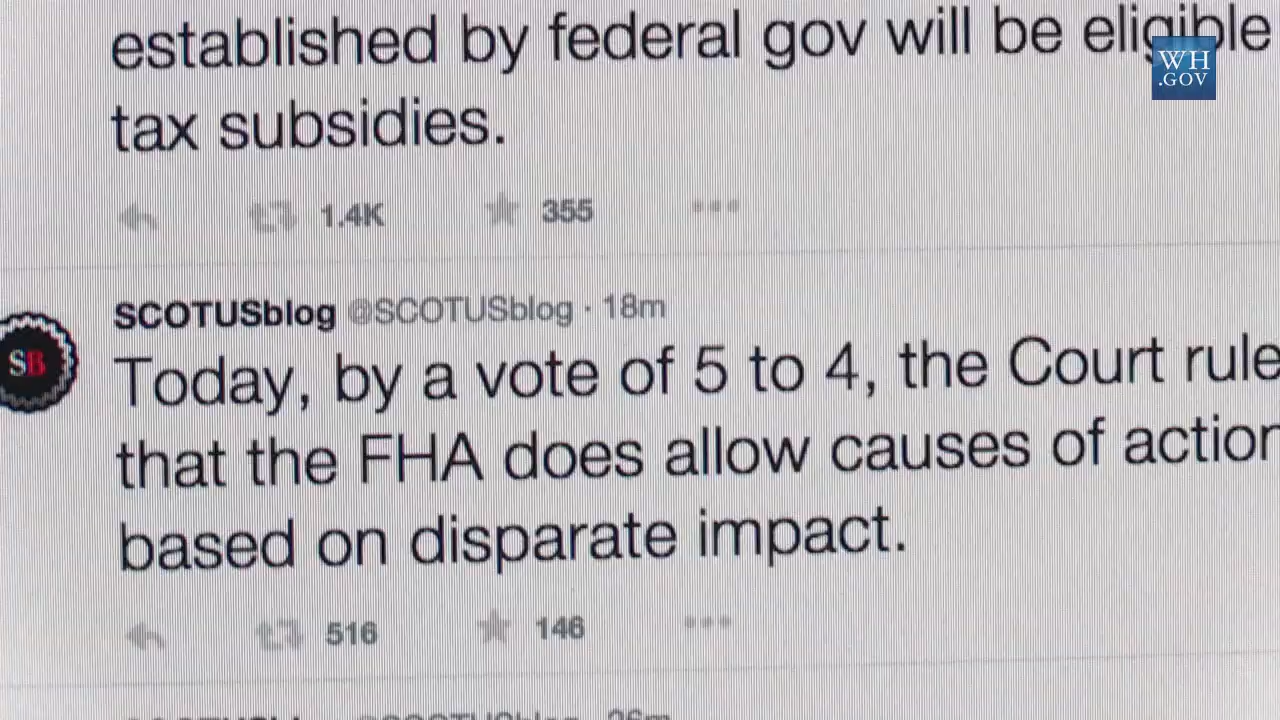 established by federal gov will be eligible
WH
.GOV
tax subsidies.
1.4K 355
SCOTUSblog @SCOTUSblog · 18m
SB
Today, by a vote of 5 to 4, the Court rule
that the FHA does allow causes of action
based on disparate impact.
516 146